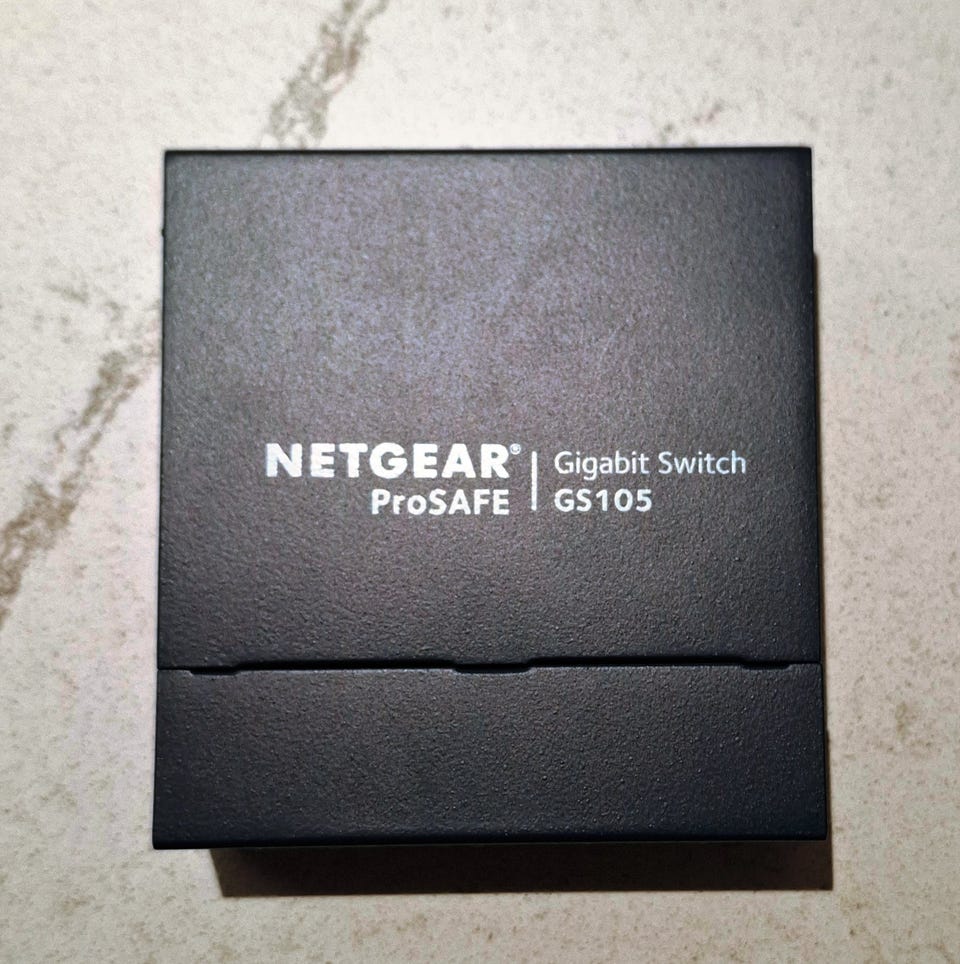 NETGEAR® | Gigabit Switch
ProSAFE | GS105